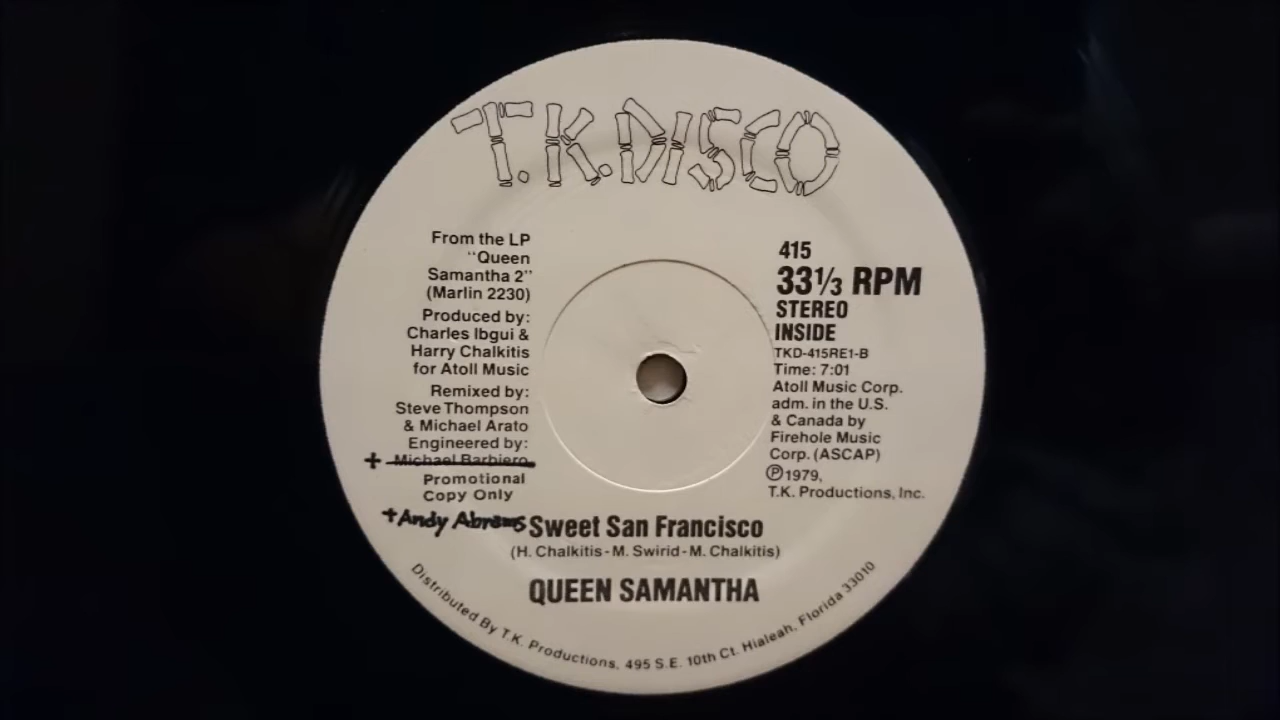 T.K. DISCO
From the LP
"Queen
Samantha 2"
(Marlin 2230)
Produced by:
Charles Ibgui &
Harry Chalkitis
for Atoll Music
Remixed by:
Steve Thompson
& Michael Arato
Engineered by:
+ Michael Barbiero
Promotional
Copy Only
+Andy Abrams
415
33⅓ RPM
STEREO
INSIDE
TKD-415RE1-B
Time: 7:01
Atoll Music Corp.
adm. in the U.S.
& Canada by
Firehole Music
Corp. (ASCAP)
℗1979,
T.K. Productions, Inc.
Sweet San Francisco
(H. Chalkitis-M. Swirid-M. Chalkitis)
QUEEN SAMANTHA
Distributed By T.K. Productions, 495 S.E. 10th Ct. Hialeah, Florida 33010